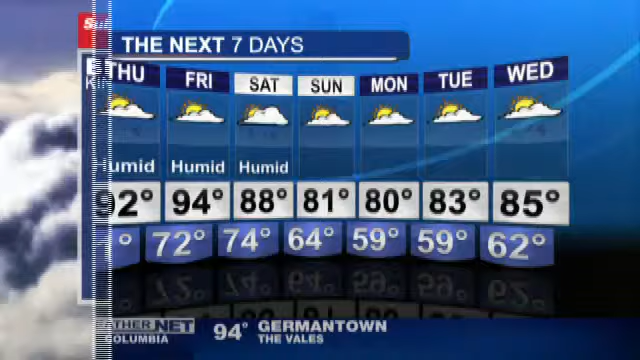 THE NEXT 7 DAYS
THU FRI SAT SUN MON TUE WED
Humid Humid Humid
92° 94° 88° 81° 80° 83° 85°
° 72° 74° 64° 59° 59° 62°
NET 94° GERMANTOWN
COLUMBIA THE VALES